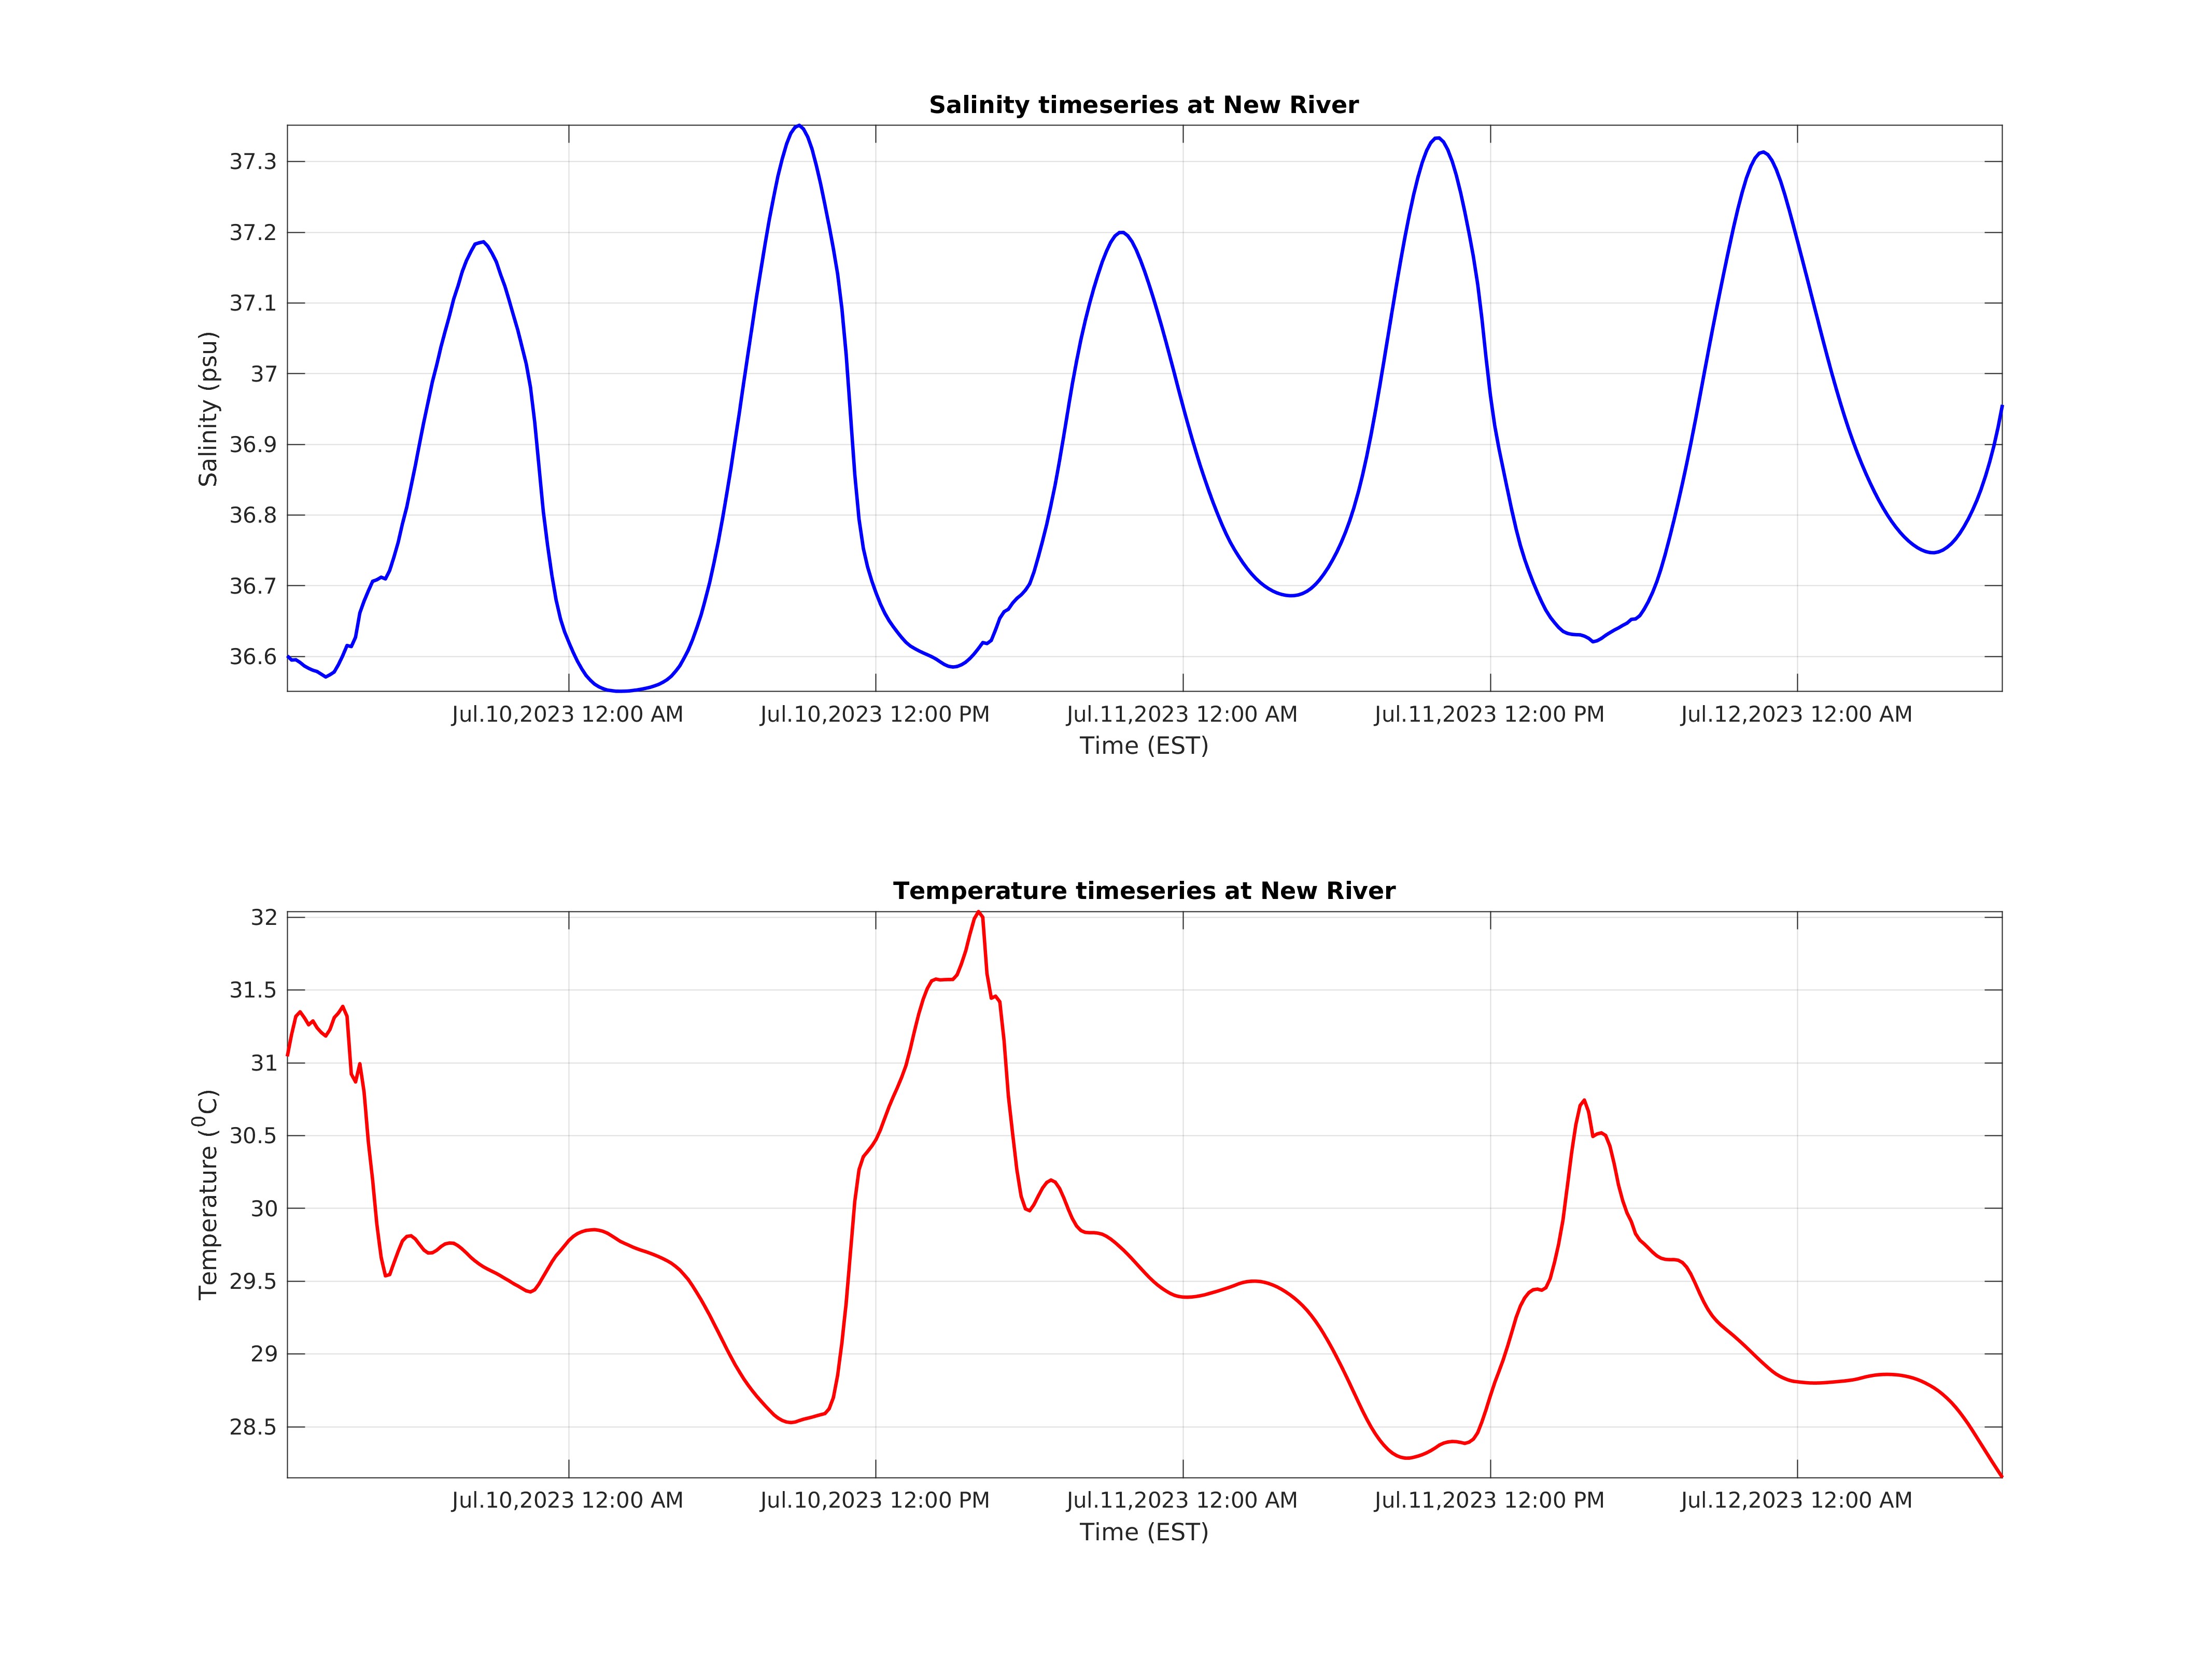 Salinity timeseries at New River
37.3
37.2
37.1
37
36.9
36.8
36.7
36.6
Salinity (psu)
Jul.10,2023 12:00 AM Jul.10,2023 12:00 PM Jul.11,2023 12:00 AM Jul.11,2023 12:00 PM Jul.12,2023 12:00 AM
Time (EST)
Temperature timeseries at New River
32
31.5
31
30.5
30
29.5
29
28.5
Temperature (⁰C)
Jul.10,2023 12:00 AM Jul.10,2023 12:00 PM Jul.11,2023 12:00 AM Jul.11,2023 12:00 PM Jul.12,2023 12:00 AM
Time (EST)